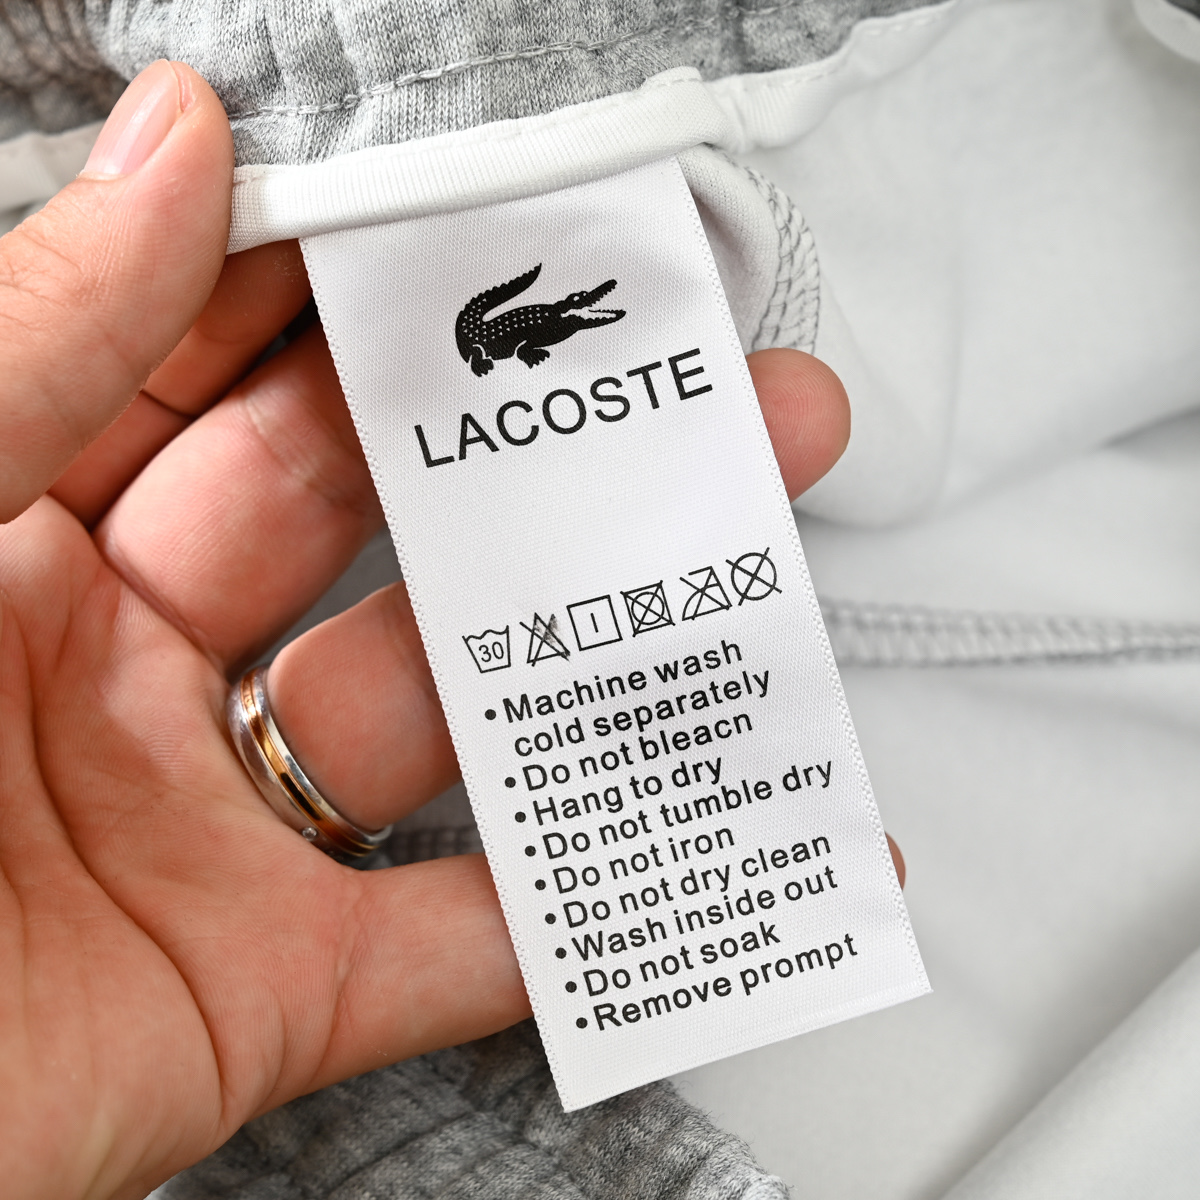 LACOSTE
30
• Machine wash
cold separately
• Do not bleacn
• Hang to dry
• Do not tumble dry
• Do not iron
• Do not dry clean
• Wash inside out
• Do not soak
• Remove prompt